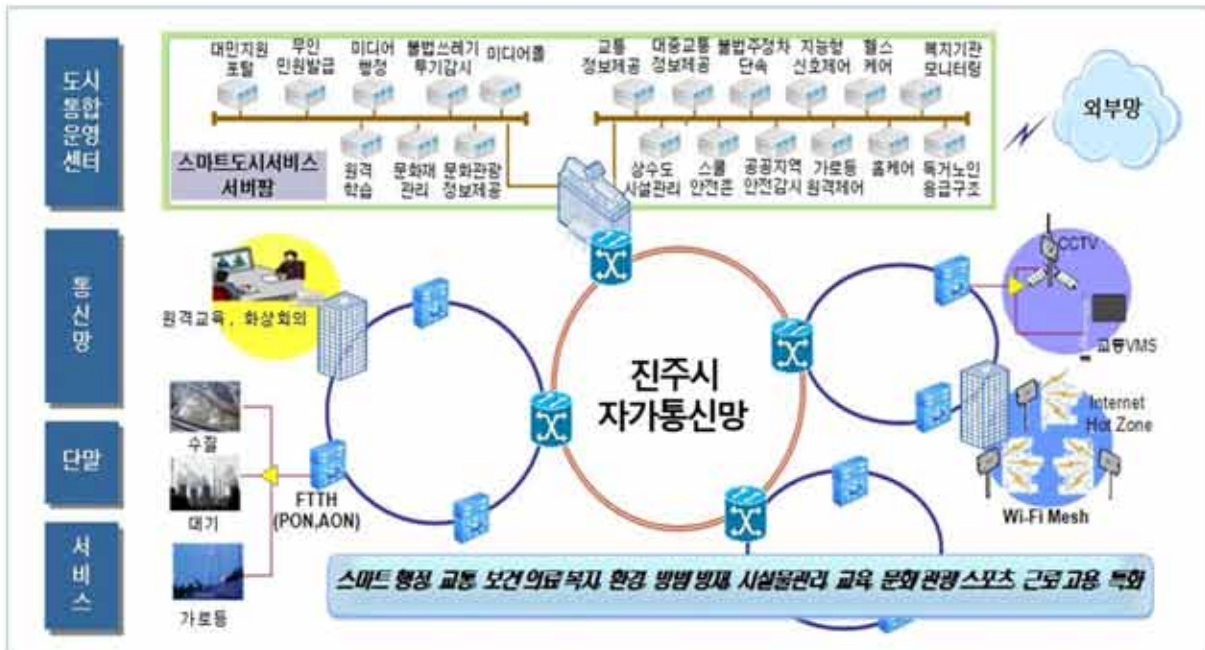 도시
통합
운영
센터
대민지원
포탈
무인
민원발급
미디어
행정
불법쓰레기
투기감시
미디어폴
교통
정보제공
대중교통
정보제공
불법주정차
단속
지능형
신호제어
헬스
케어
복지기관
모니터링
스마트도시서비스
서버팜
원격
학습
문화재
관리
문화관광
정보제공
상수도
시설관리
스쿨
안전존
공공지역
안전감시
가로등
원격제어
홈케어
독거노인
응급구조
외부망
통
신
망
원격교육, 화상회의
CCTV
교통VMS
진주시
자가통신망
Internet
Hot Zone
Wi-Fi Mesh
단말
수질
대기
가로등
FTTH
(PON,AON)
서
비
스
스마트 행정, 교통, 보건 의료 복지, 환경, 방범 방재, 시설물관리, 교육, 문화 관광 스포츠, 근로 고용, 특화